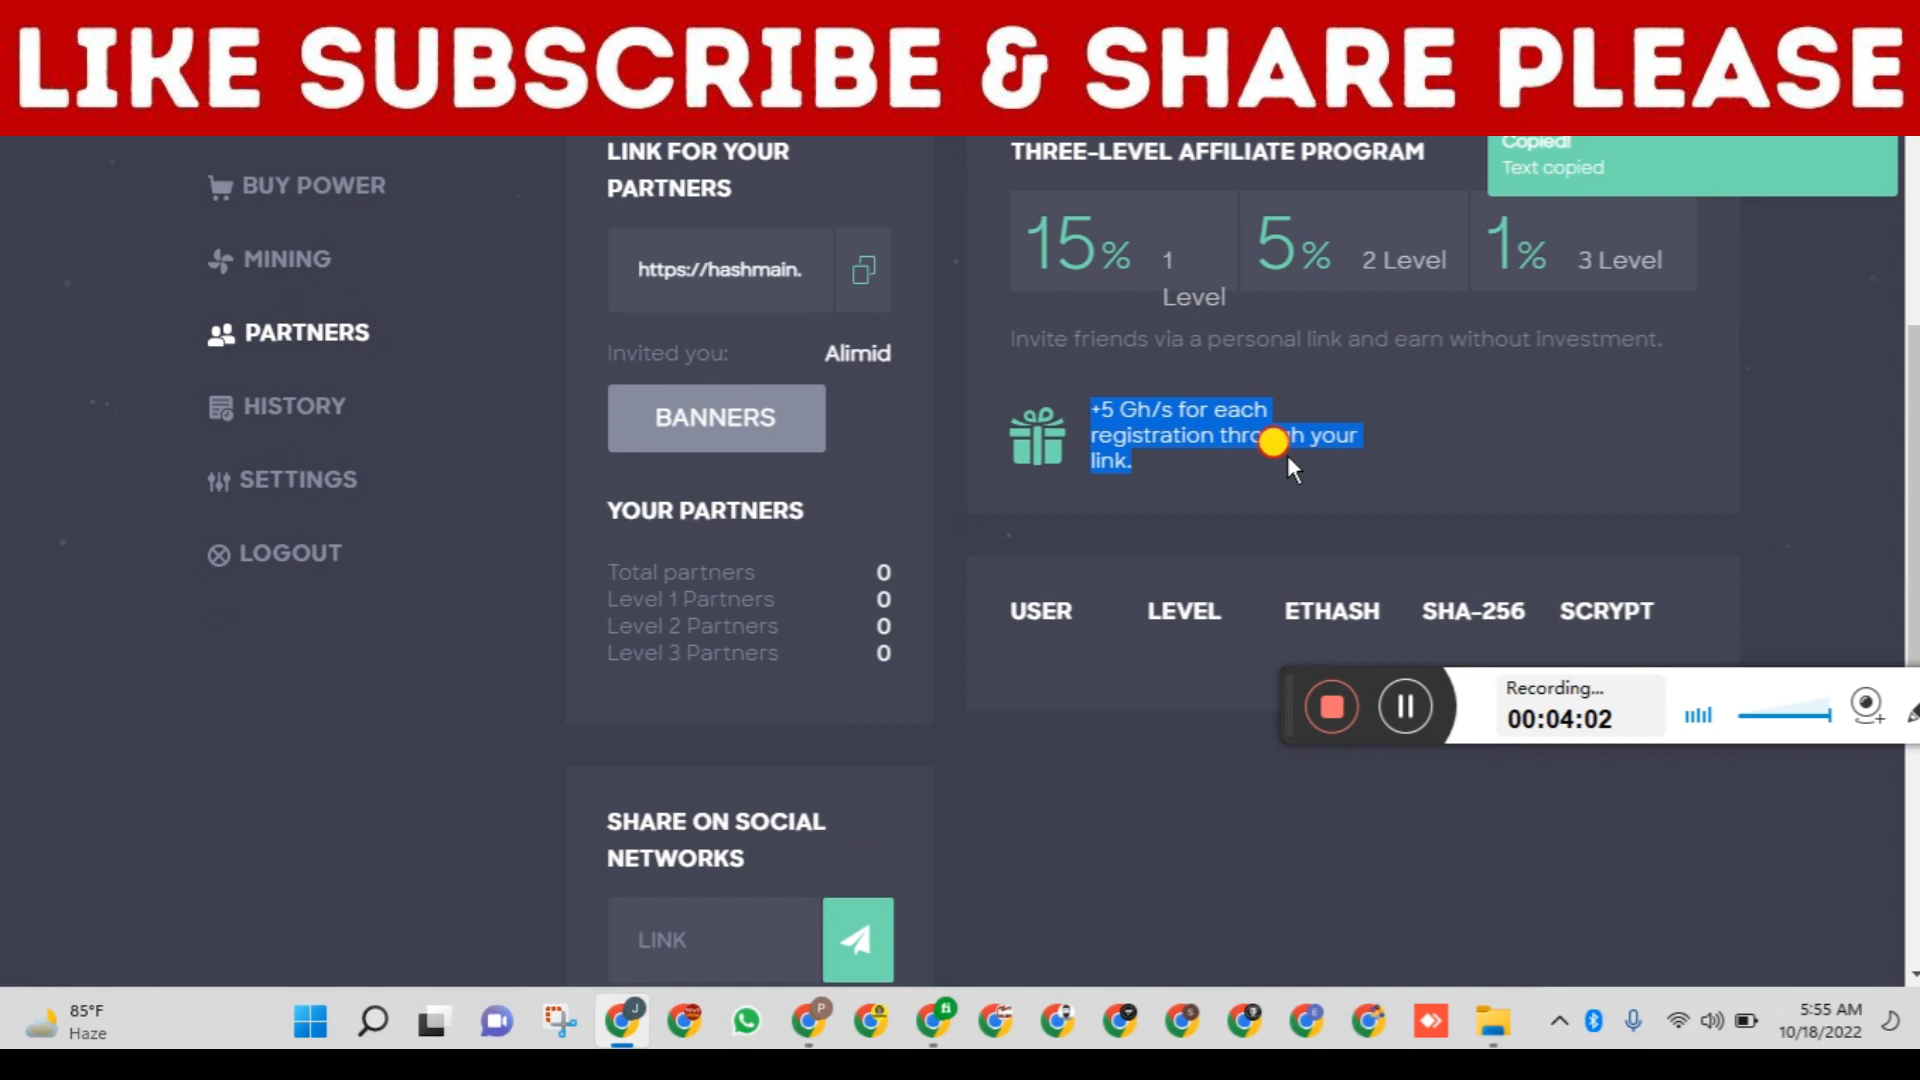 LIKE SUBSCRIBE & SHARE PLEASE
BUY POWER
MINING
PARTNERS
HISTORY
SETTINGS
LOGOUT
LINK FOR YOUR
PARTNERS
https://hashmain.
Invited you: Alimid
BANNERS
YOUR PARTNERS
Total partners 0
Level 1 Partners 0
Level 2 Partners 0
Level 3 Partners 0
SHARE ON SOCIAL
NETWORKS
LINK
THREE-LEVEL AFFILIATE PROGRAM
15% 1
Level
5% 2 Level
1% 3 Level
Invite friends via a personal link and earn without investment.
+5 Gh/s for each
registration through your
link.
USER LEVEL ETHASH SHA-256 SCRYPT
Copied!
Text copied
Recording...
00:04:02
85°F
Haze
5:55 AM
10/18/2022